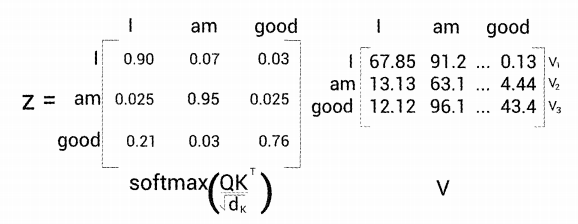 I am good I am good
I 0.90 0.07 0.03 I 67.85 91.2 ... 0.13 V₁
am 13.13 63.1 ... 4.44 V₂
Z = am 0.025 0.95 0.025 good 12.12 96.1 ... 43.4 V₃
good 0.21 0.03 0.76
softmax(QKᵀ/√dₖ) V